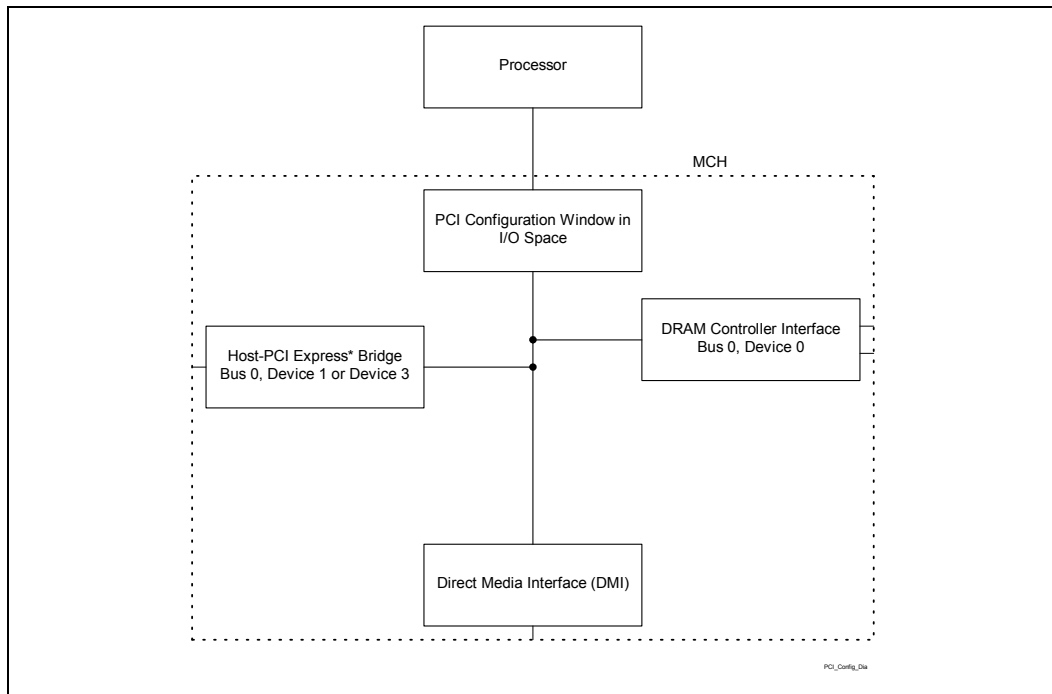 Processor
MCH
PCI Configuration Window in
I/O Space
DRAM Controller Interface
Bus 0, Device 0
Host-PCI Express* Bridge
Bus 0, Device 1 or Device 3
Direct Media Interface (DMI)
PCI_Config_Dia